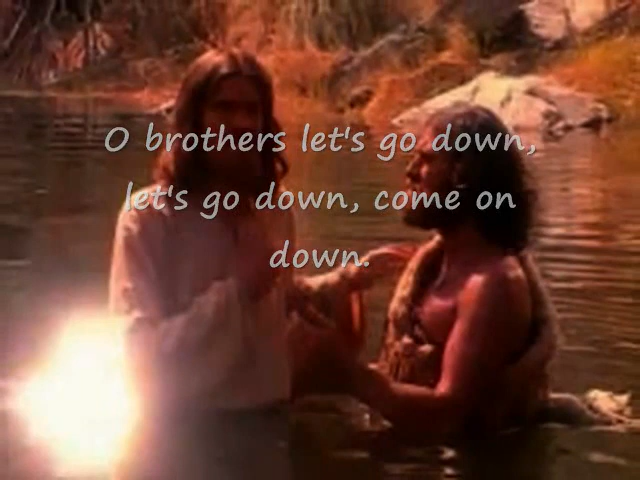 O brothers let's go down,
let's go down, come on
down.